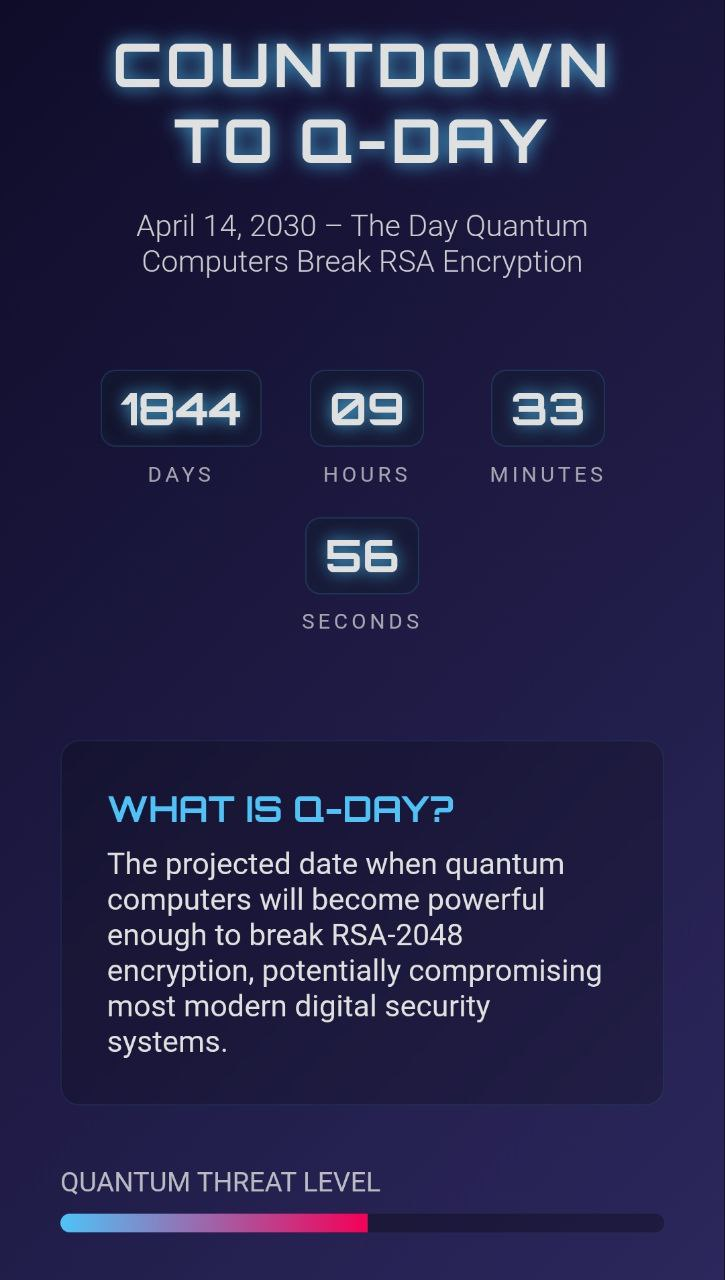 COUNTDOWN
TO Q-DAY
April 14, 2030 – The Day Quantum
Computers Break RSA Encryption
1844 09 33
DAYS HOURS MINUTES
56
SECONDS
WHAT IS Q-DAY?
The projected date when quantum
computers will become powerful
enough to break RSA-2048
encryption, potentially compromising
most modern digital security
systems.
QUANTUM THREAT LEVEL